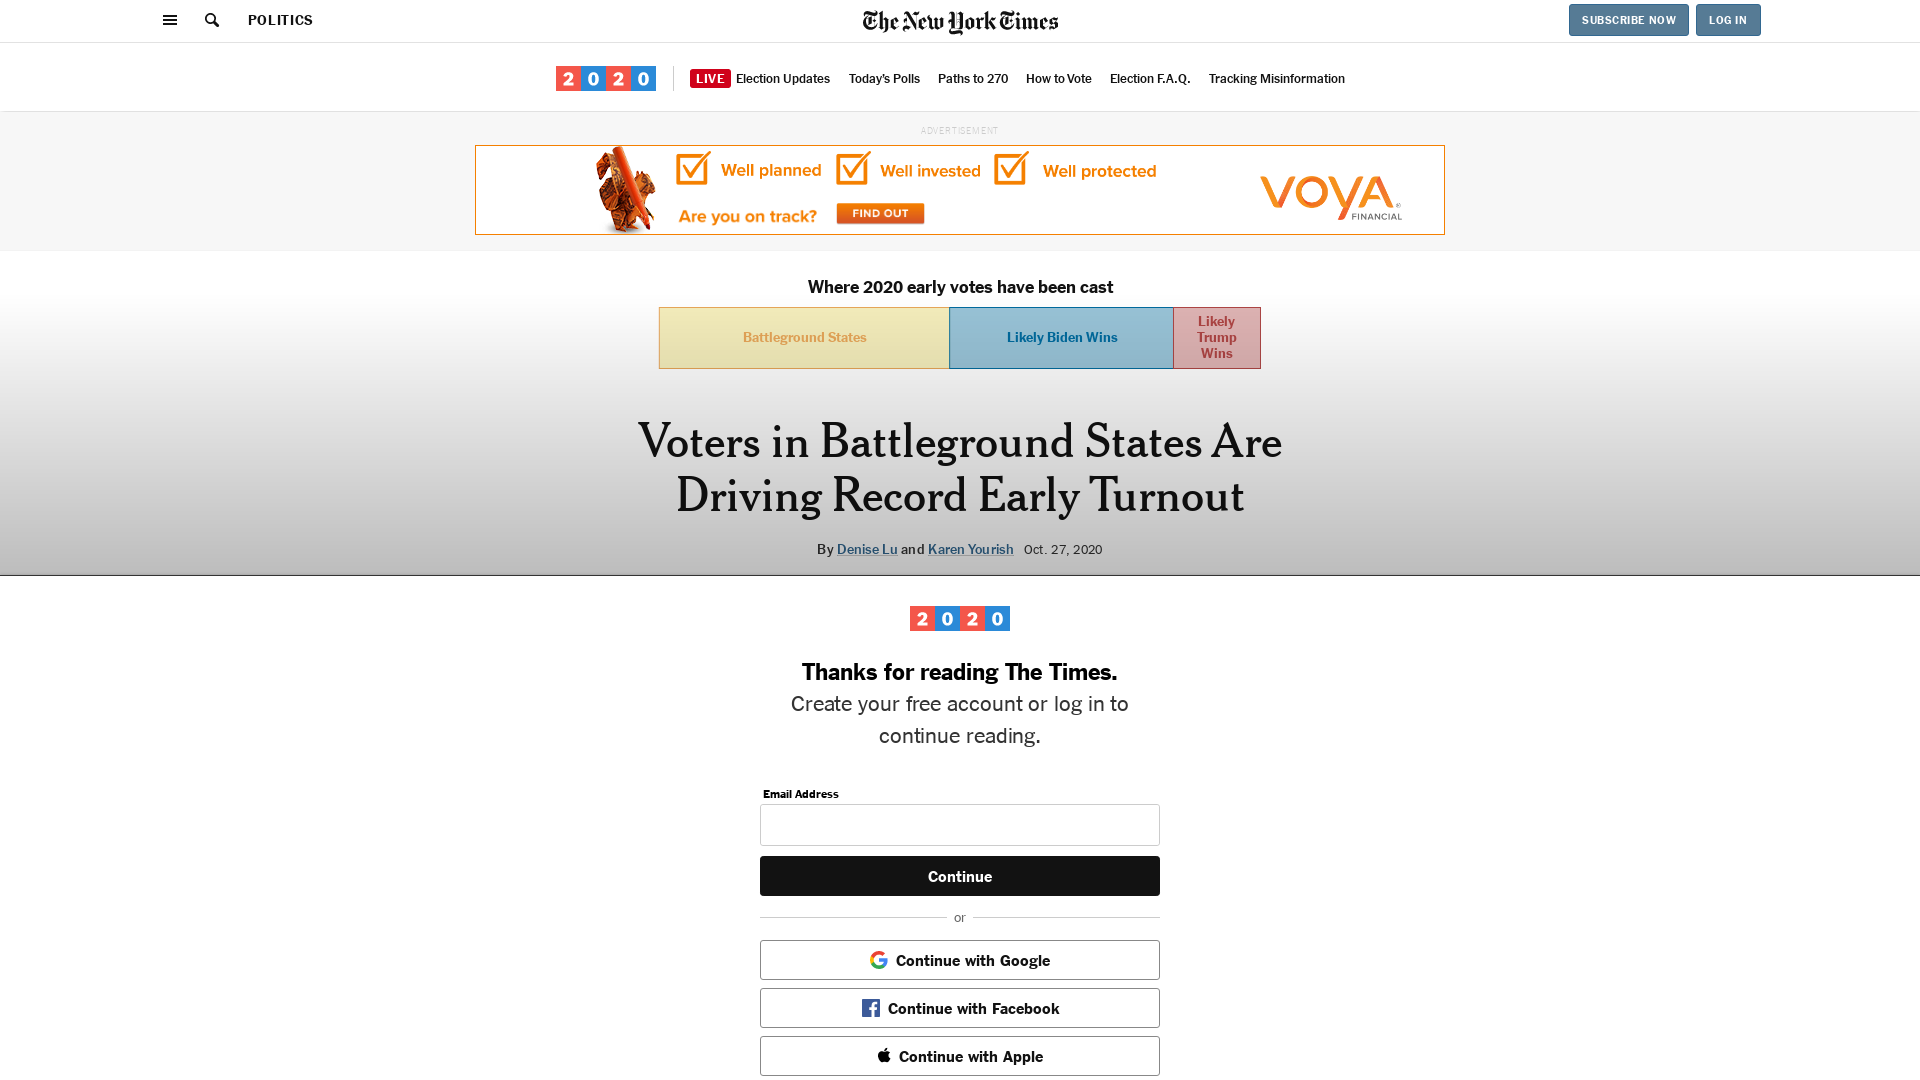 POLITICS
The New York Times
SUBSCRIBE NOW
LOG IN
2020
LIVE Election Updates
Today's Polls
Paths to 270
How to Vote
Election F.A.Q.
Tracking Misinformation
ADVERTISEMENT
Well planned
Well invested
Well protected
Are you on track?
FIND OUT
VOYA
FINANCIAL
Where 2020 early votes have been cast
Battleground States
Likely Biden Wins
Likely
Trump
Wins
Voters in Battleground States Are
Driving Record Early Turnout
By Denise Lu and Karen Yourish Oct. 27, 2020
2020
Thanks for reading The Times.
Create your free account or log in to
continue reading.
Email Address
Continue
or
Continue with Google
Continue with Facebook
Continue with Apple